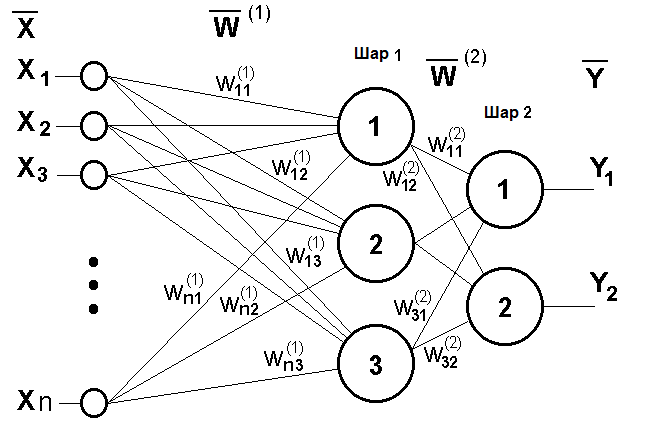 X̅ W̅ (1)
Шар 1
W̅ (2)
Y̅
X1
X2
X3
Xn
W11(1)
W12(1)
W13(1)
Wn1(1)
Wn2(1)
Wn3(1)
1
2
3
Шар 2
W11(2)
W12(2)
W31(2)
W32(2)
1
2
Y1
Y2